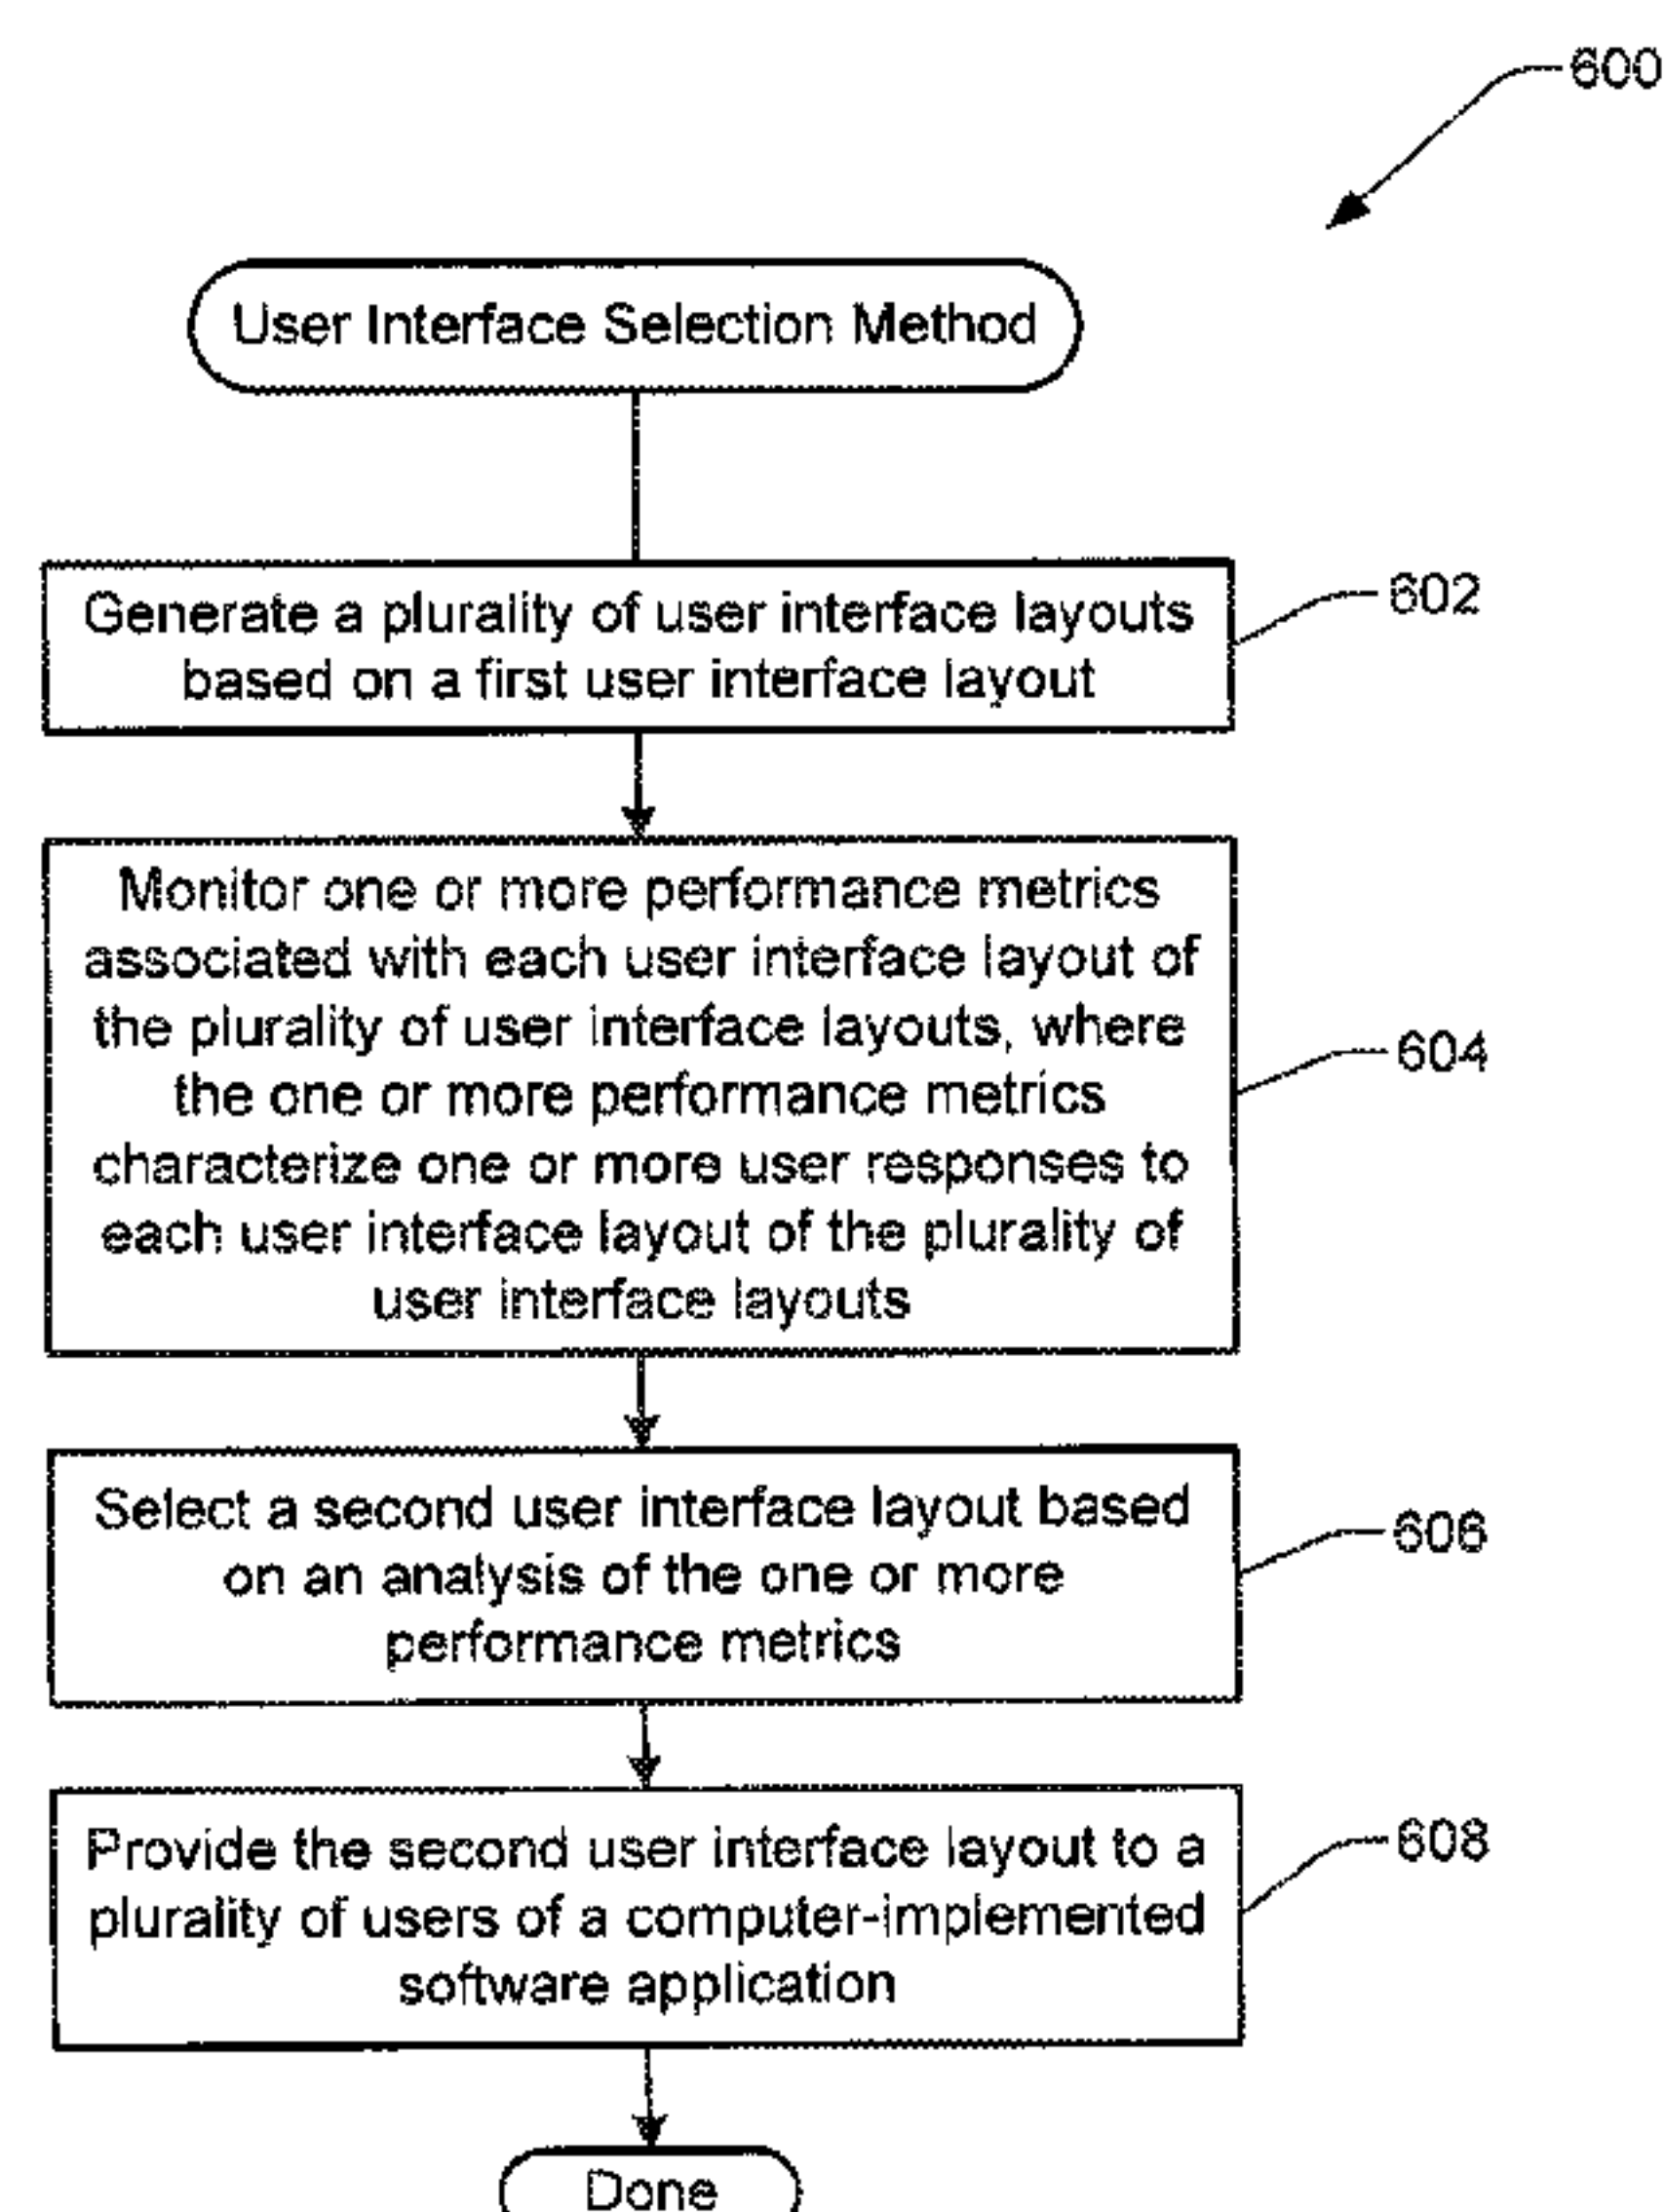 600
User Interface Selection Method
Generate a plurality of user interface layouts
based on a first user interface layout
602
Monitor one or more performance metrics
associated with each user interface layout of
the plurality of user interface layouts, where
the one or more performance metrics
characterize one or more user responses to
each user interface layout of the plurality of
user interface layouts
604
Select a second user interface layout based
on an analysis of the one or more
performance metrics
606
Provide the second user interface layout to a
plurality of users of a computer-implemented
software application
608
Done